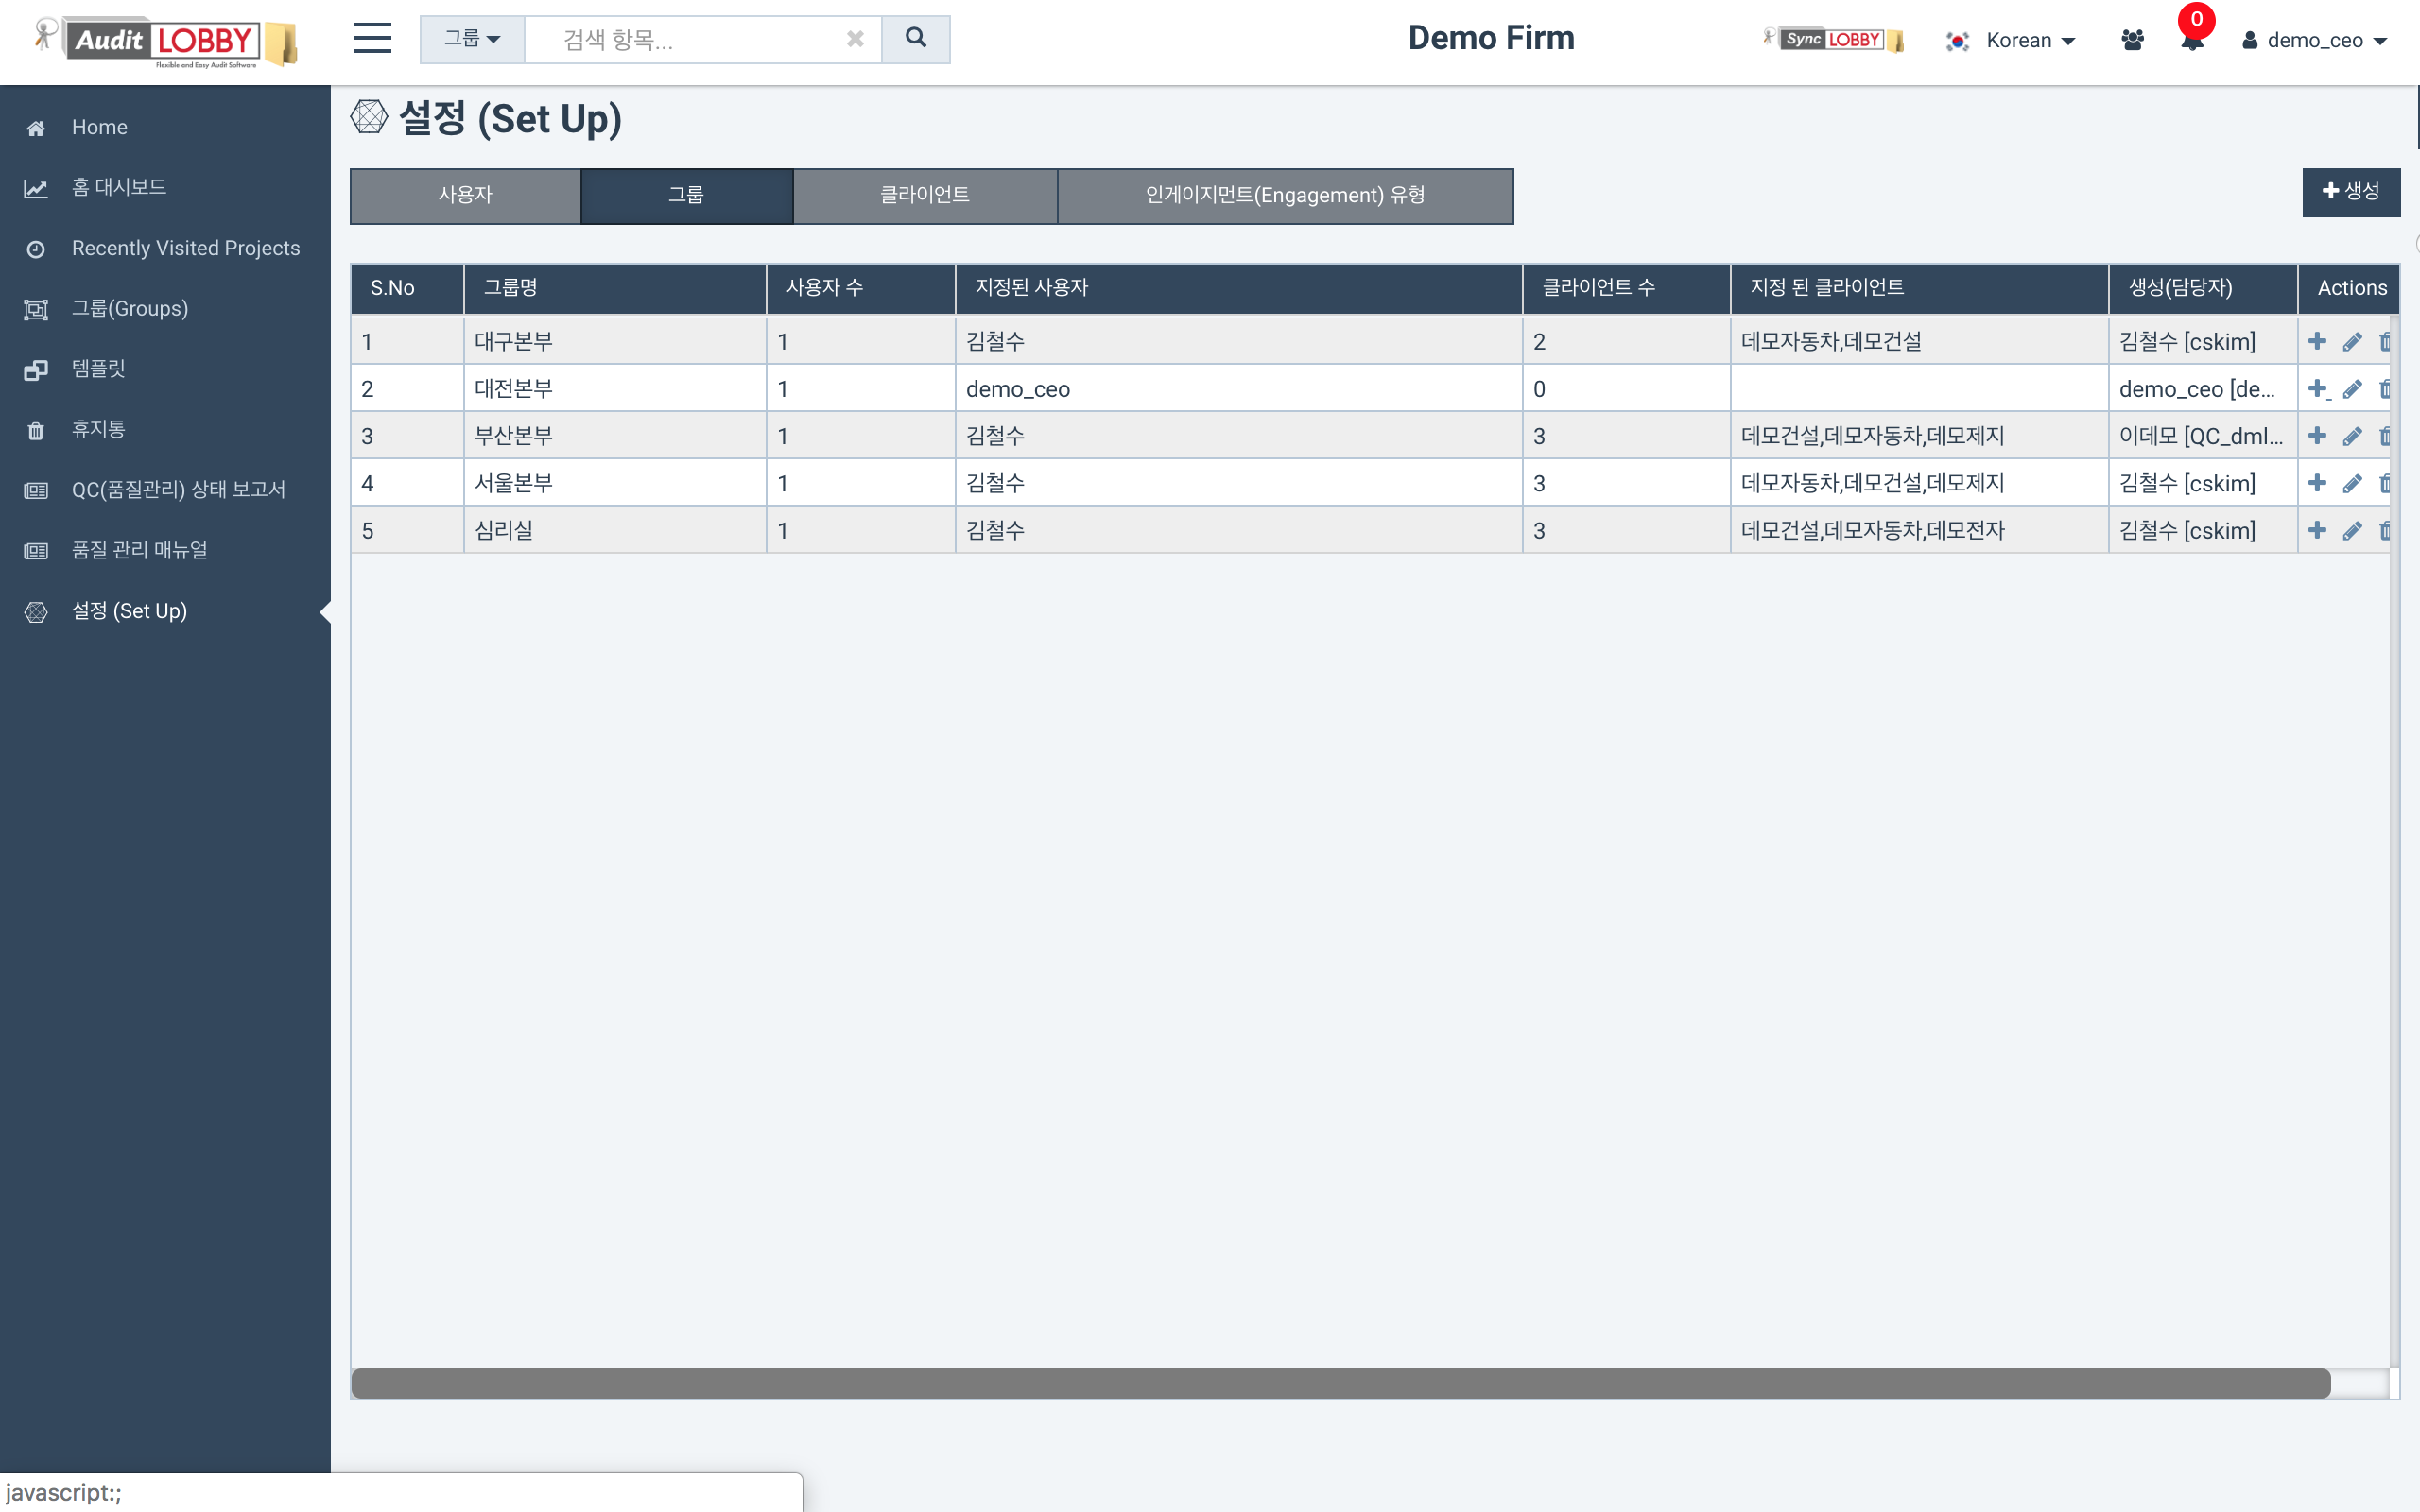 Audit LOBBY
Flexible and Easy Audit Software
그룹
검색 항목...
Demo Firm
Sync LOBBY
Korean
0
demo_ceo
Home
홈 대시보드
Recently Visited Projects
그룹(Groups)
템플릿
휴지통
QC(품질관리) 상태 보고서
품질 관리 매뉴얼
설정 (Set Up)
설정 (Set Up)
사용자 그룹 클라이언트 인게이지먼트(Engagement) 유형
생성
S.No 그룹명 사용자 수 지정된 사용자 클라이언트 수 지정 된 클라이언트 생성(담당자) Actions
1 대구본부 1 김철수 2 데모자동차,데모건설 김철수 [cskim]
2 대전본부 1 demo_ceo 0 demo_ceo [de...
3 부산본부 1 김철수 3 데모건설,데모자동차,데모제지 이데모 [QC_dml...
4 서울본부 1 김철수 3 데모자동차,데모건설,데모제지 김철수 [cskim]
5 심리실 1 김철수 3 데모건설,데모자동차,데모전자 김철수 [cskim]
javascript:;